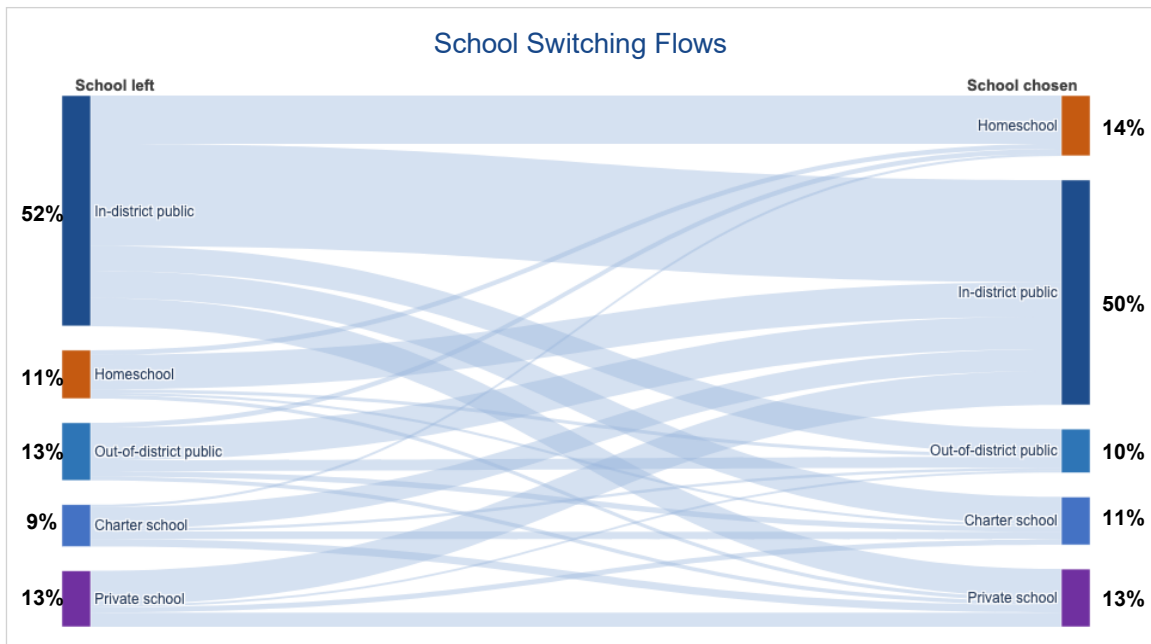 School Switching Flows
School left
School chosen
52%
In-district public
11%
Homeschool
13%
Out-of-district public
9%
Charter school
13%
Private school
Homeschool
14%
In-district public
50%
Out-of-district public
10%
Charter school
11%
Private school
13%